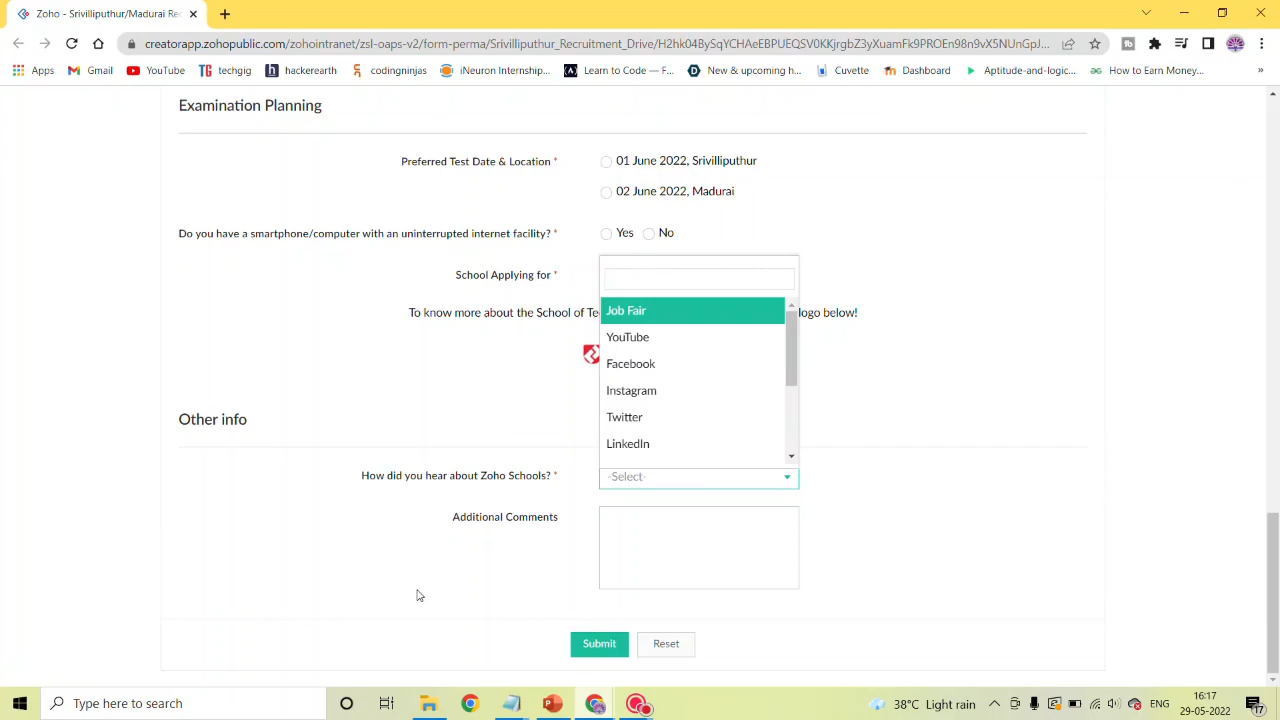 Zoho - Srivilliputhur/Madurai Re
creatorapp.zohopublic.com/zohointranet/zsl-oaps-v2/form-perma/Srivilliputhur_Recruitment_Drive/H2hk04BySqYCHAeEBPUEQSV0KKjrgbZ3yXuamFk9PROEn98n9vX5NUnGpJ...
Apps Gmail YouTube techgig hackerearth codingninjas iNeuron Internship... Learn to Code — F... New & upcoming h... Cuvette Dashboard Aptitude-and-logic... How to Earn Money... »
Examination Planning
Preferred Test Date & Location * 01 June 2022, Srivilliputhur
02 June 2022, Madurai
Do you have a smartphone/computer with an uninterrupted internet facility? * Yes No
School Applying for *
Job Fair
To know more about the School of Te logo below!
YouTube
Facebook
Instagram
Twitter
LinkedIn
Other info
How did you hear about Zoho Schools? * -Select-
Additional Comments
Submit Reset
Type here to search
38°C Light rain ENG 16:17
29-05-2022 17